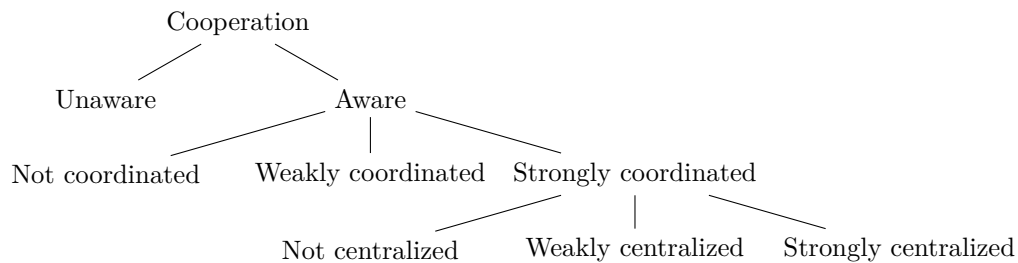 Cooperation
Unaware
Aware
Not coordinated
Weakly coordinated
Strongly coordinated
Not centralized
Weakly centralized
Strongly centralized